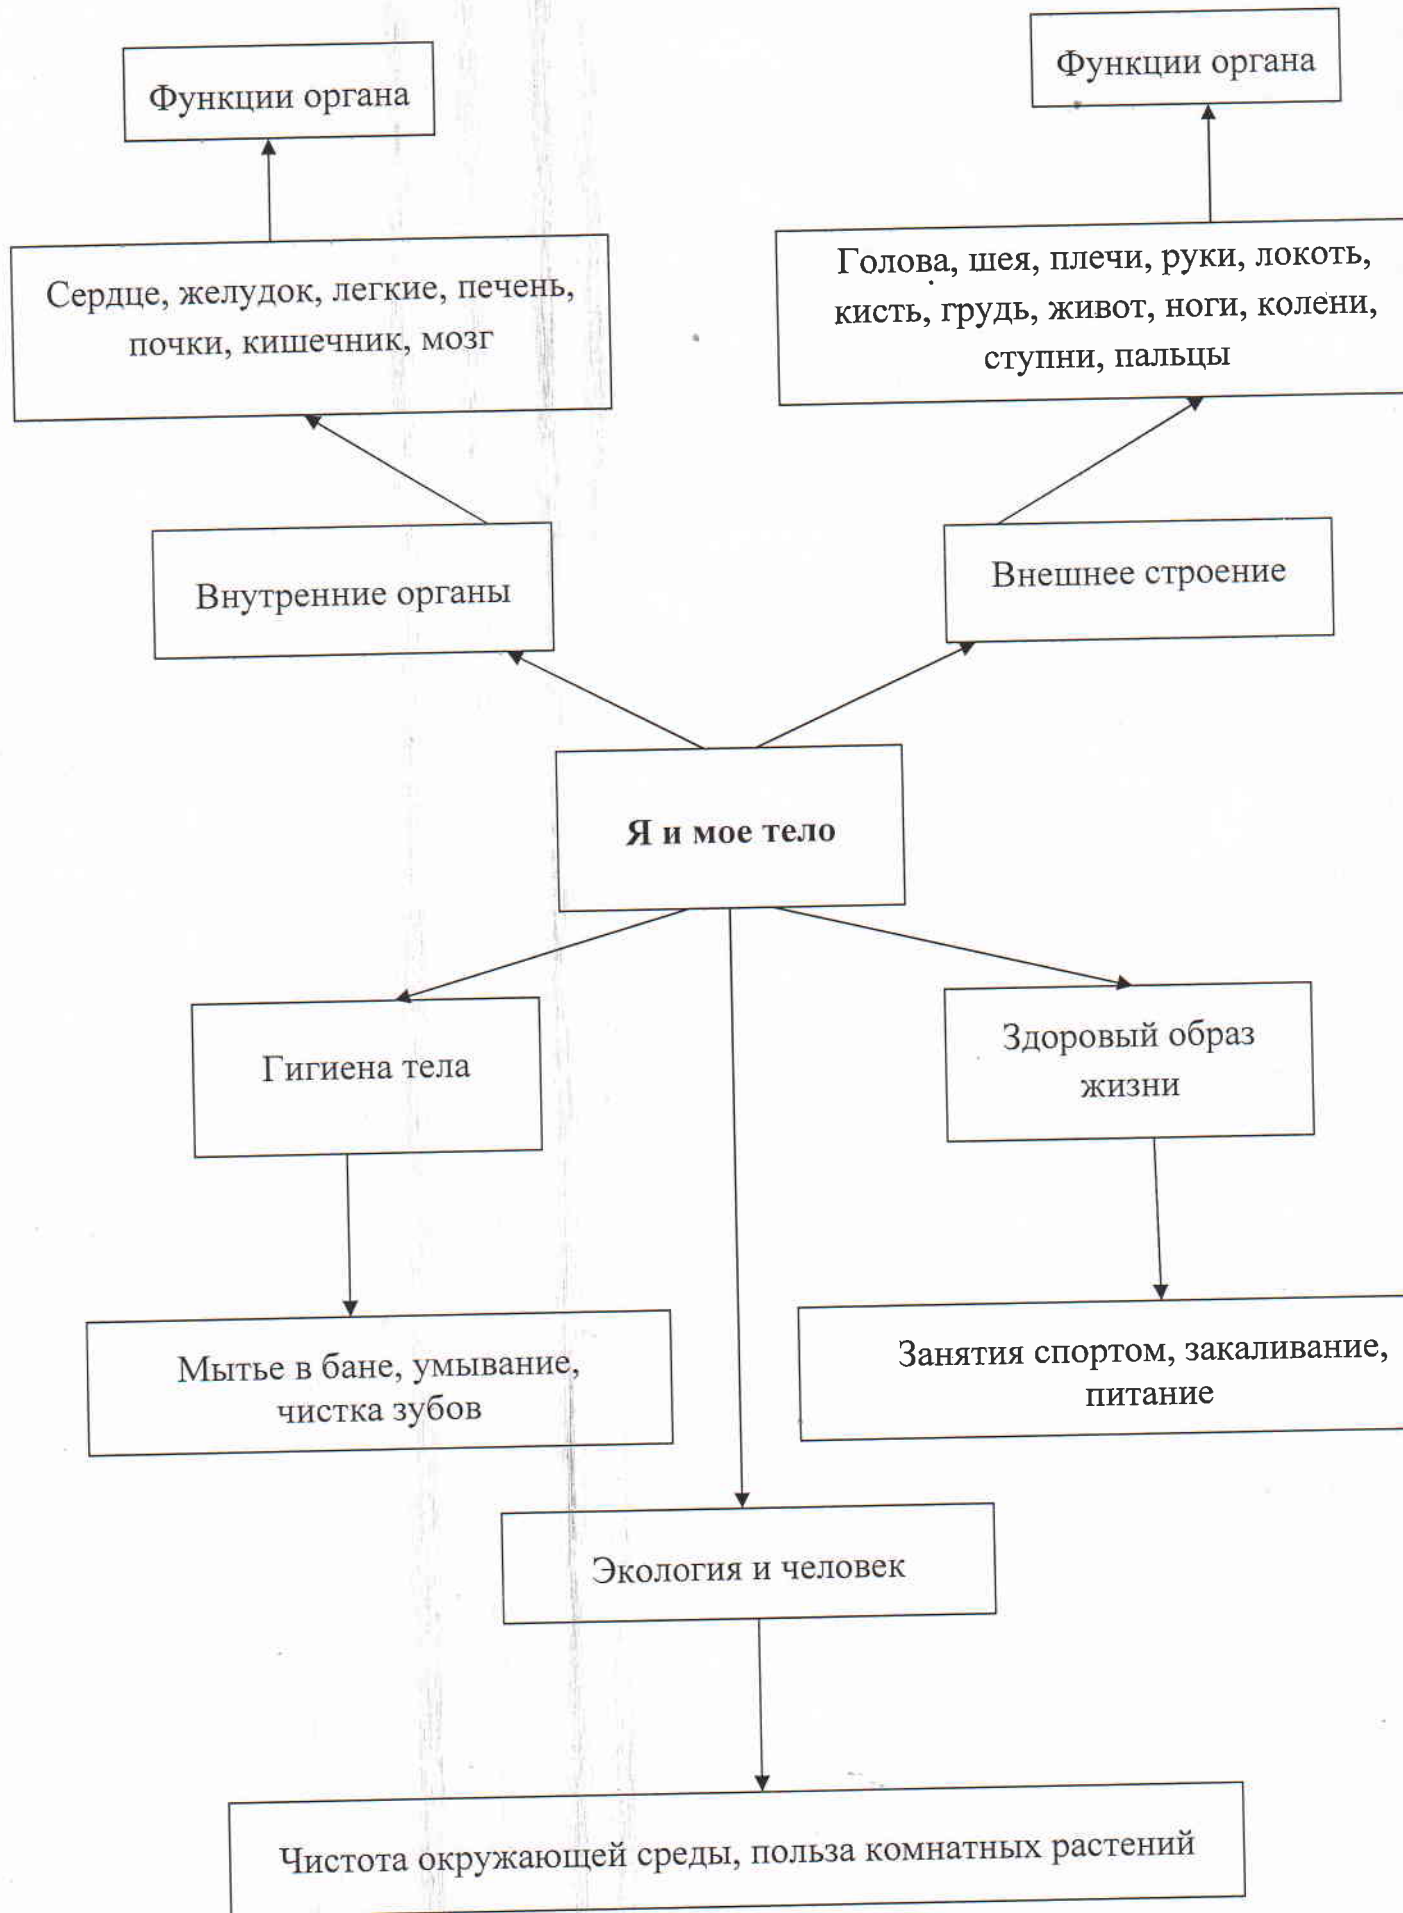 Функции органа
Функции органа
Сердце, желудок, легкие, печень,
почки, кишечник, мозг
Голова, шея, плечи, руки, локоть,
кисть, грудь, живот, ноги, колени,
ступни, пальцы
Внутренние органы
Внешнее строение
Я и мое тело
Гигиена тела
Здоровый образ
жизни
Мытье в бане, умывание,
чистка зубов
Занятия спортом, закаливание,
питание
Экология и человек
Чистота окружающей среды, польза комнатных растений